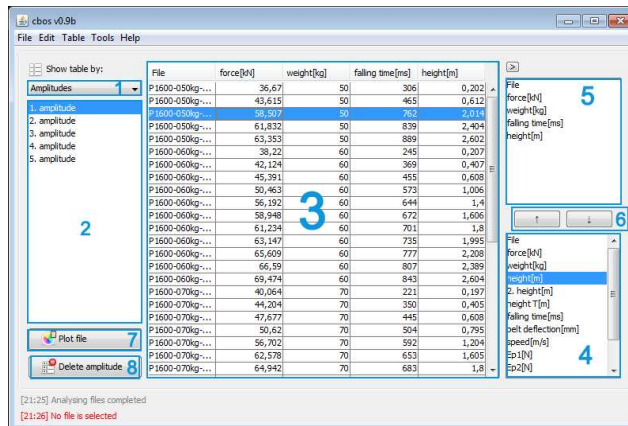 cbos v0.9b
File Edit Table Tools Help
Show table by:
Amplitudes 1
1. amplitude
2. amplitude
3. amplitude
4. amplitude
5. amplitude
2
Plot file 7
Delete amplitude 8
File force[kN] weight[kg] falling time[ms] height[m]
P1600-050kg-... 36,67 50 306 0,202
P1600-050kg-... 43,615 50 465 0,612
P1600-050kg-... 58,507 50 762 2,014
P1600-050kg-... 61,832 50 839 2,404
P1600-050kg-... 63,353 50 889 2,602
P1600-060kg-... 38,22 60 245 0,207
P1600-060kg-... 42,124 60 369 0,407
P1600-060kg-... 45,391 60 455 0,608
P1600-060kg-... 50,463 60 573 1,006
P1600-060kg-... 56,192 60 644 1,4
P1600-060kg-... 58,948 60 672 1,606
P1600-060kg-... 61,234 60 701 1,8
P1600-060kg-... 63,147 60 735 1,995
P1600-060kg-... 65,609 60 777 2,208
P1600-060kg-... 66,59 60 807 2,389
P1600-060kg-... 69,474 60 843 2,604
P1600-070kg-... 40,064 70 221 0,197
P1600-070kg-... 44,204 70 350 0,405
P1600-070kg-... 47,677 70 445 0,608
P1600-070kg-... 50,62 70 504 0,795
P1600-070kg-... 56,702 70 592 1,204
P1600-070kg-... 62,578 70 653 1,605
P1600-070kg-... 64,942 70 683 1,8
3
>
File
force[kN]
weight[kg]
falling time[ms]
height[m]
5
↑ ↓ 6
File
force[kN]
weight[kg]
height[m]
2. height[m]
height T[m]
falling time[ms]
belt deflection[mm]
speed[m/s]
Ep1[N]
Ep2[N]
4
[21:25] Analysing files completed
[21:26] No file is selected